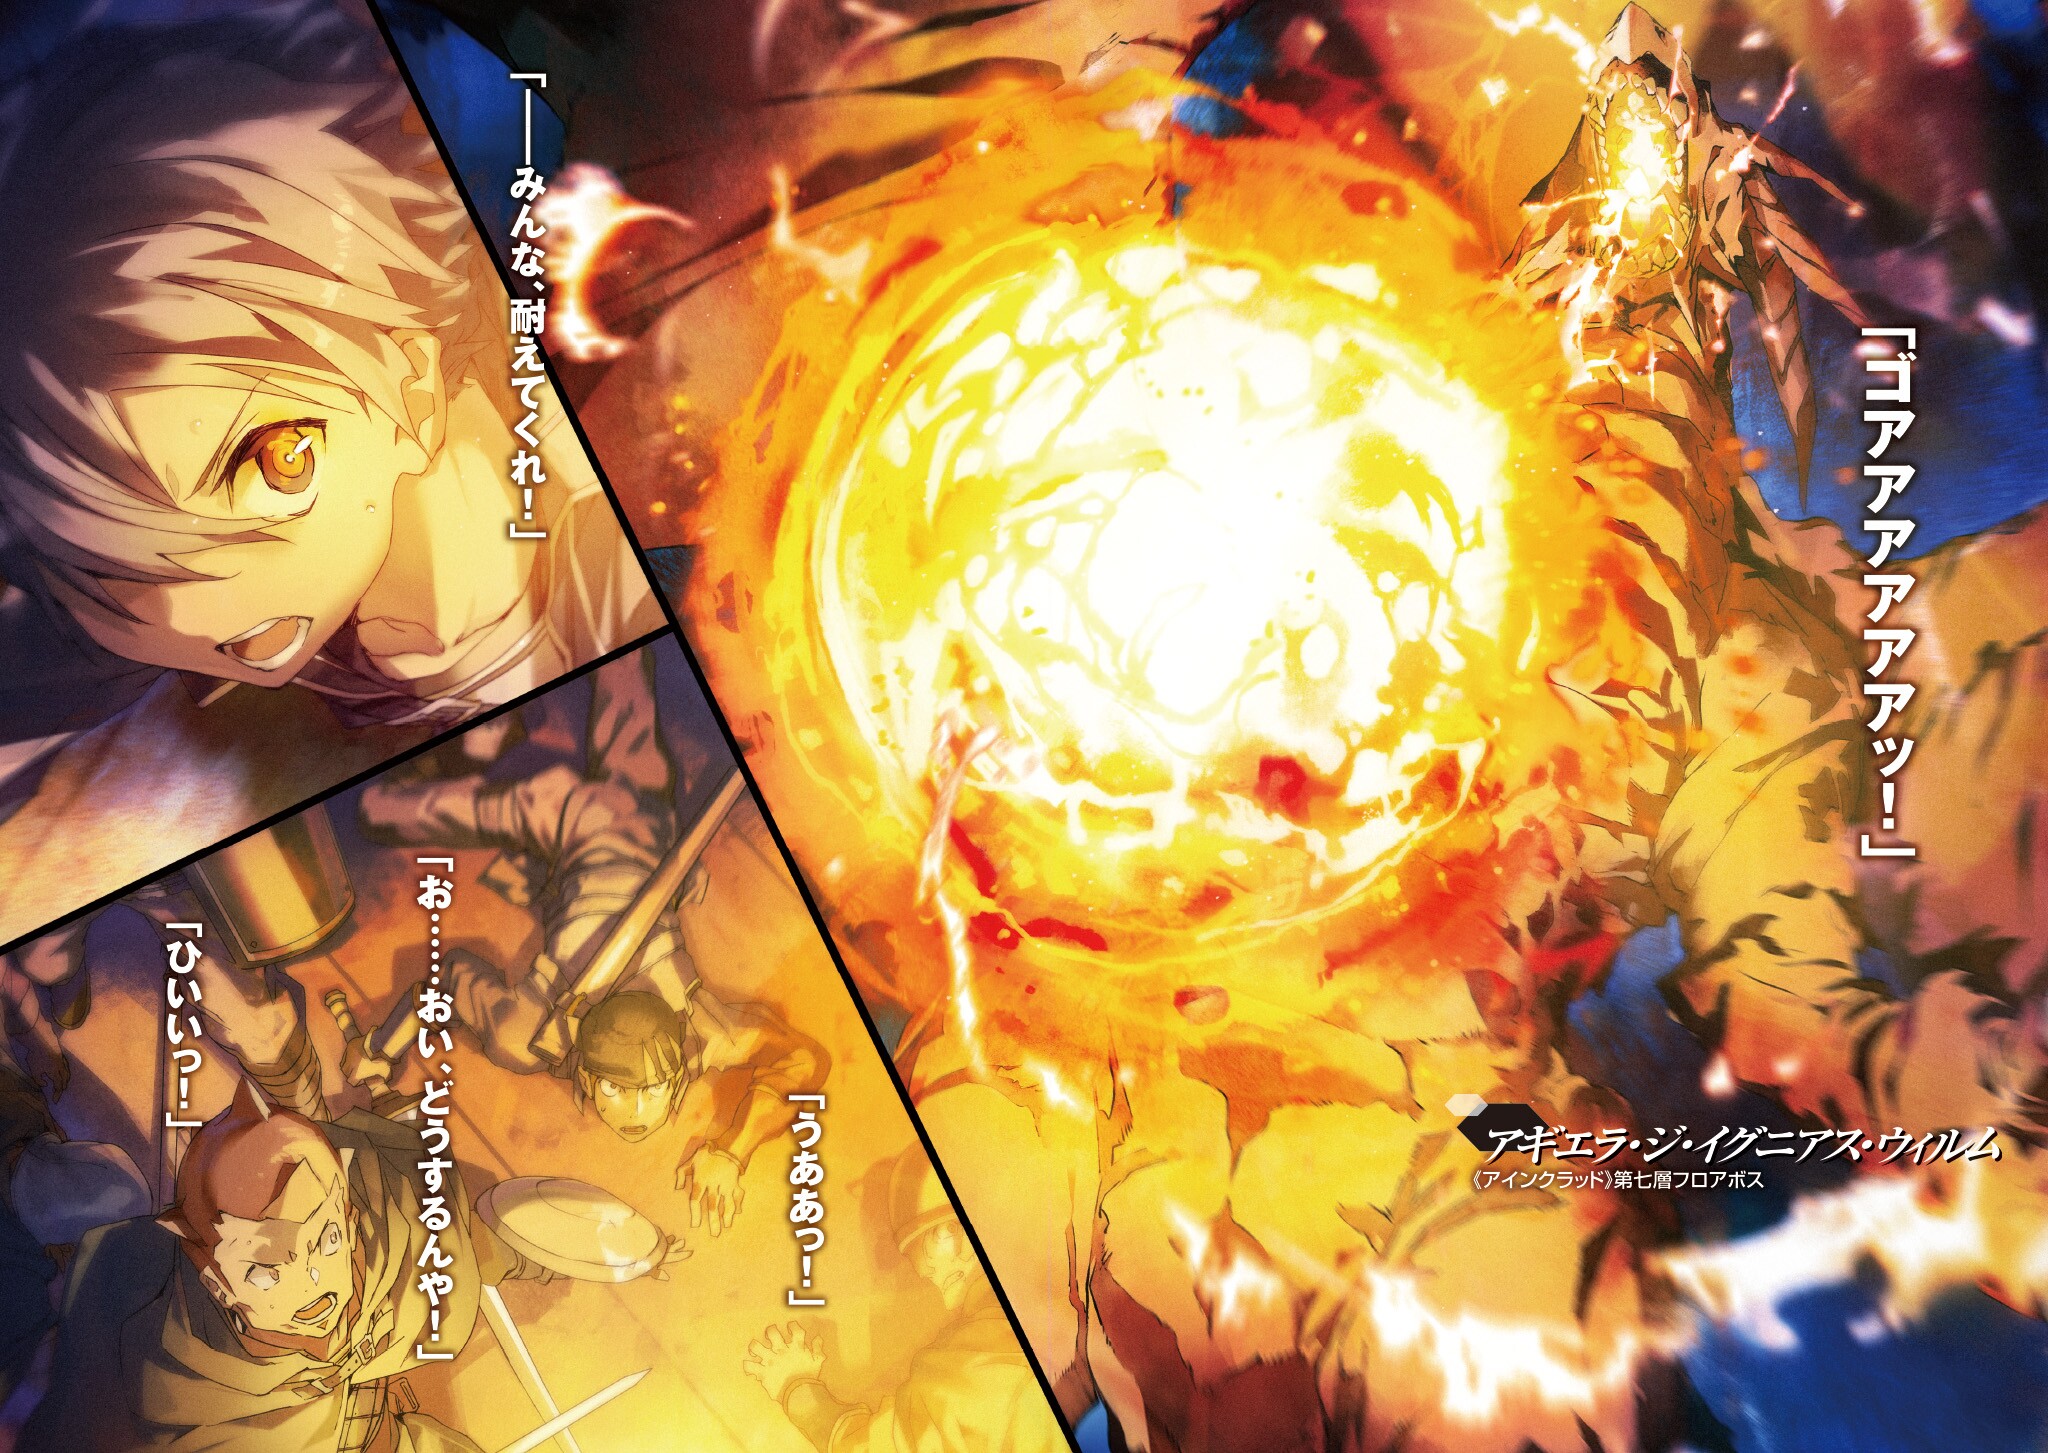 「ゴアアアアアアッ！」
アギエラ・ジ・イグニアス・ウィルム
《アインクラッド》第七層フロアボス
「――みんな、耐えてくれ！」
「うああっ！」
「お……おい、どうするんや！」
「ひいいっ！」